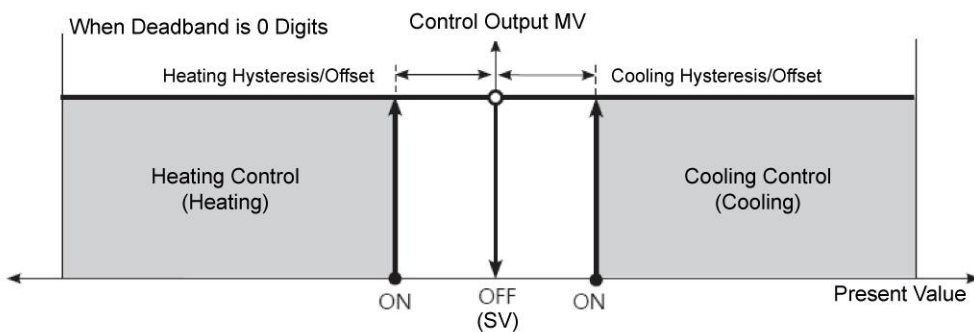 When Deadband is 0 Digits
Control Output MV
Heating Hysteresis/Offset
Cooling Hysteresis/Offset
Heating Control
(Heating)
Cooling Control
(Cooling)
ON
OFF
(SV)
ON
Present Value